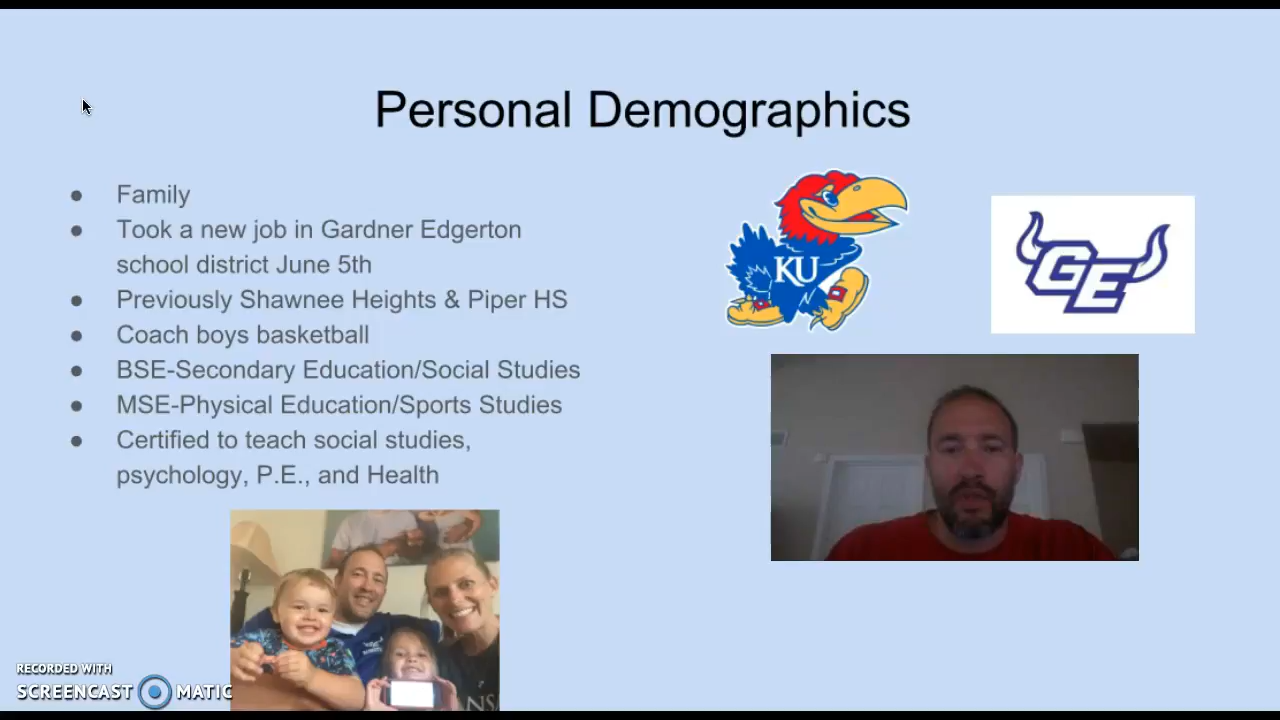 Personal Demographics
● Family
● Took a new job in Gardner Edgerton
school district June 5th
● Previously Shawnee Heights & Piper HS
● Coach boys basketball
● BSE-Secondary Education/Social Studies
● MSE-Physical Education/Sports Studies
● Certified to teach social studies,
psychology, P.E., and Health
KU
GE
RECORDED WITH
SCREENCAST MATIC